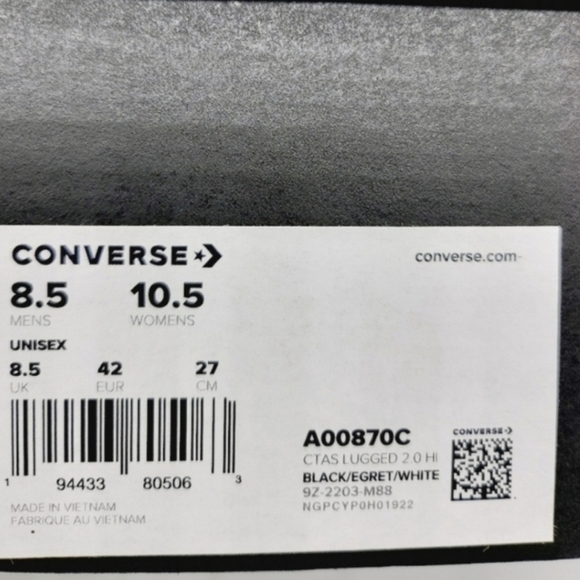 CONVERSE
converse.com
8.5 10.5
MENS WOMENS
UNISEX
8.5 42 27
UK EUR CM
1 94433 80506 3
MADE IN VIETNAM
FABRIQUE AU VIETNAM
A00870C
CTAS LUGGED 2.0 HI
BLACK/EGRET/WHITE
9Z-2203-M88
NGPCYP0H01922
CONVERSE